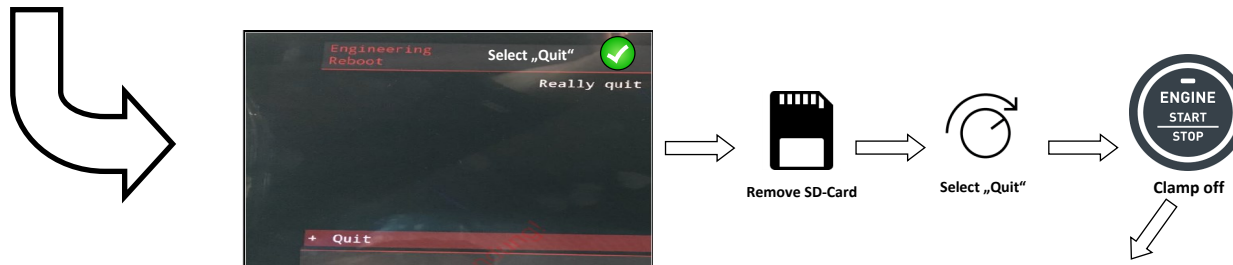 Engineering
Reboot
Select „Quit“
Really quit
+ Quit
Remove SD-Card
Select „Quit“
ENGINE
START
STOP
Clamp off